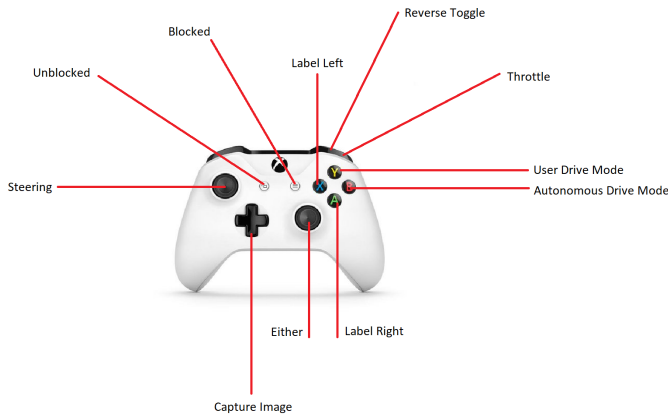 Reverse Toggle
Blocked
Label Left
Unblocked
Throttle
User Drive Mode
Steering
Autonomous Drive Mode
Y
X
B
A
Either
Label Right
Capture Image